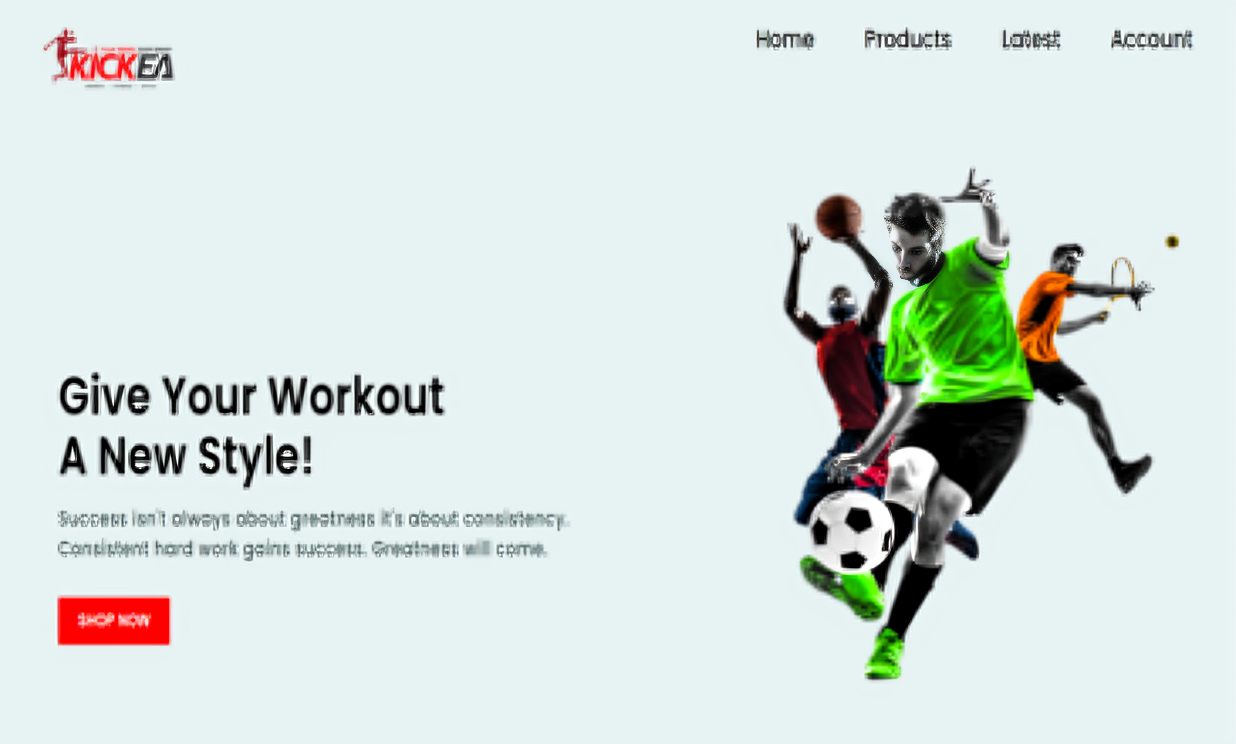 KICKEA
Home Products Latest Account
Give Your Workout
A New Style!
Success isn't always about greatness it's about consistency.
Consistent hard work gains success. Greatness will come.
SHOP NOW